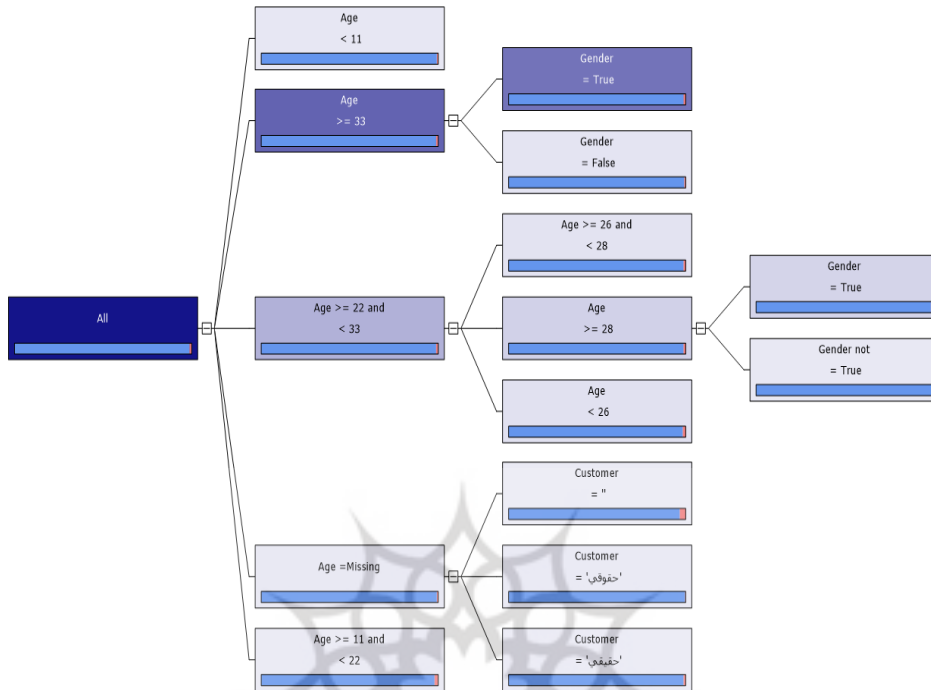 Age
< 11
Age
>= 33
Gender
= True
Gender
= False
Age >= 26 and
< 28
All
Age >= 22 and
< 33
Age
>= 28
Gender
= True
Gender not
= True
Age
< 26
Customer
= ''
Age =Missing
Customer
= 'حقوقي'
Age >= 11 and
< 22
Customer
= 'حقيقي'